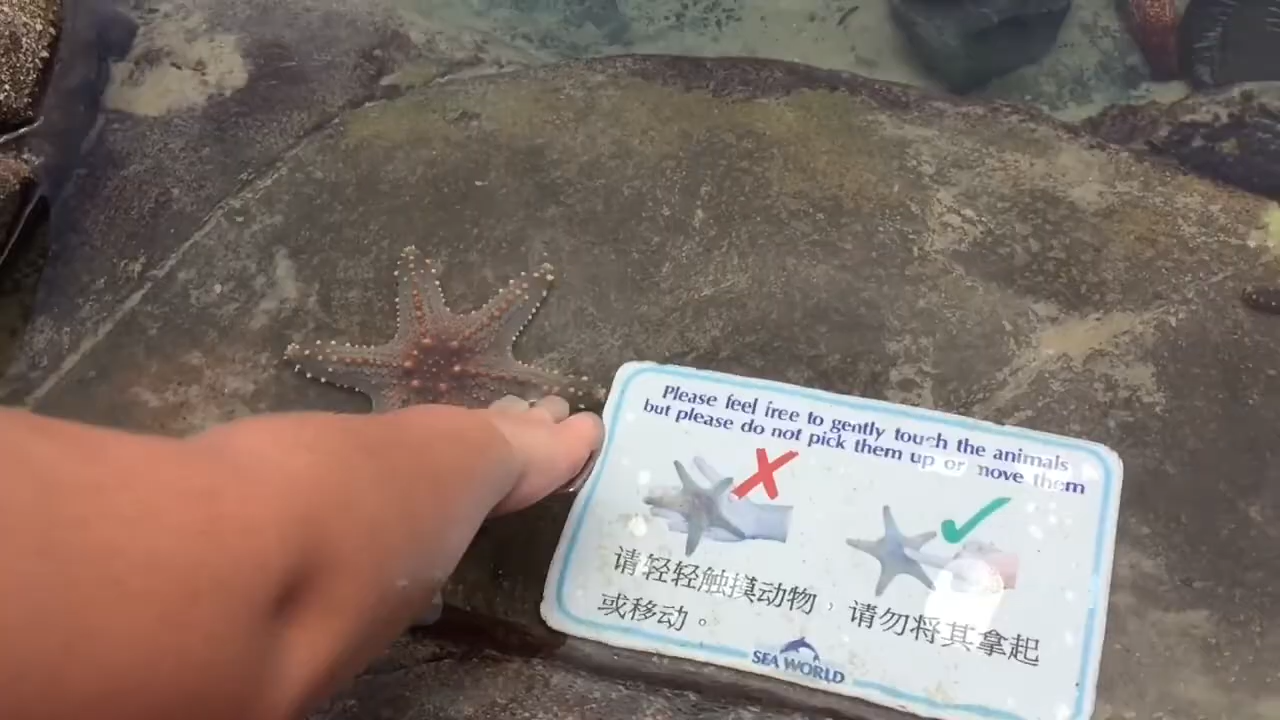 Please feel free to gently touch the animals
but please do not pick them up or move them
请轻轻触摸动物，请勿将其拿起
或移动。
SEA WORLD